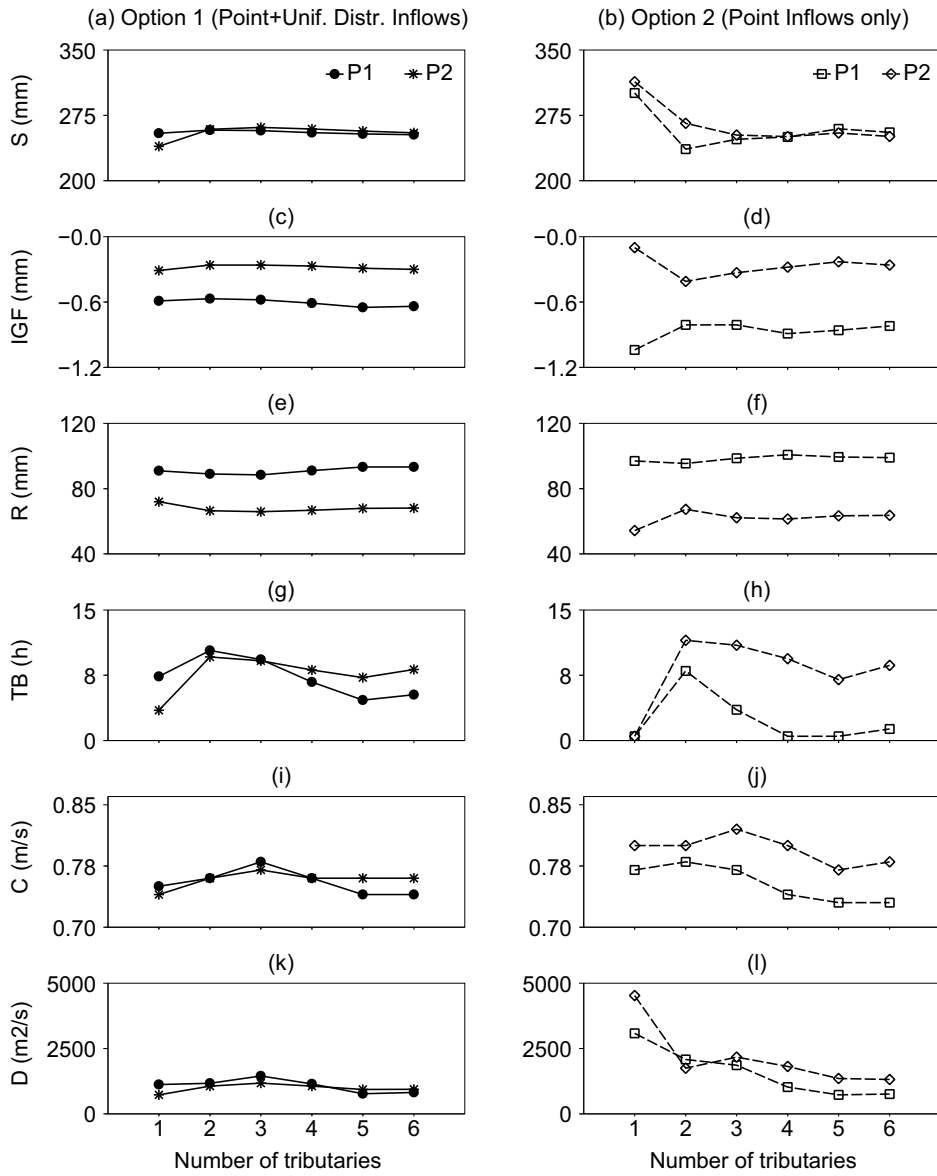 (a) Option 1 (Point+Unif. Distr. Inflows)
(b) Option 2 (Point Inflows only)
S (mm)
350
275
200
P1 P2
350
275
200
P1 P2
(c)
(d)
IGF (mm)
−0.0
−0.6
−1.2
−0.0
−0.6
−1.2
(e)
(f)
R (mm)
120
80
40
120
80
40
(g)
(h)
TB (h)
15
8
0
15
8
0
(i)
(j)
C (m/s)
0.85
0.78
0.70
0.85
0.78
0.70
(k)
(l)
D (m2/s)
5000
2500
0
5000
2500
0
1 2 3 4 5 6
1 2 3 4 5 6
Number of tributaries
Number of tributaries